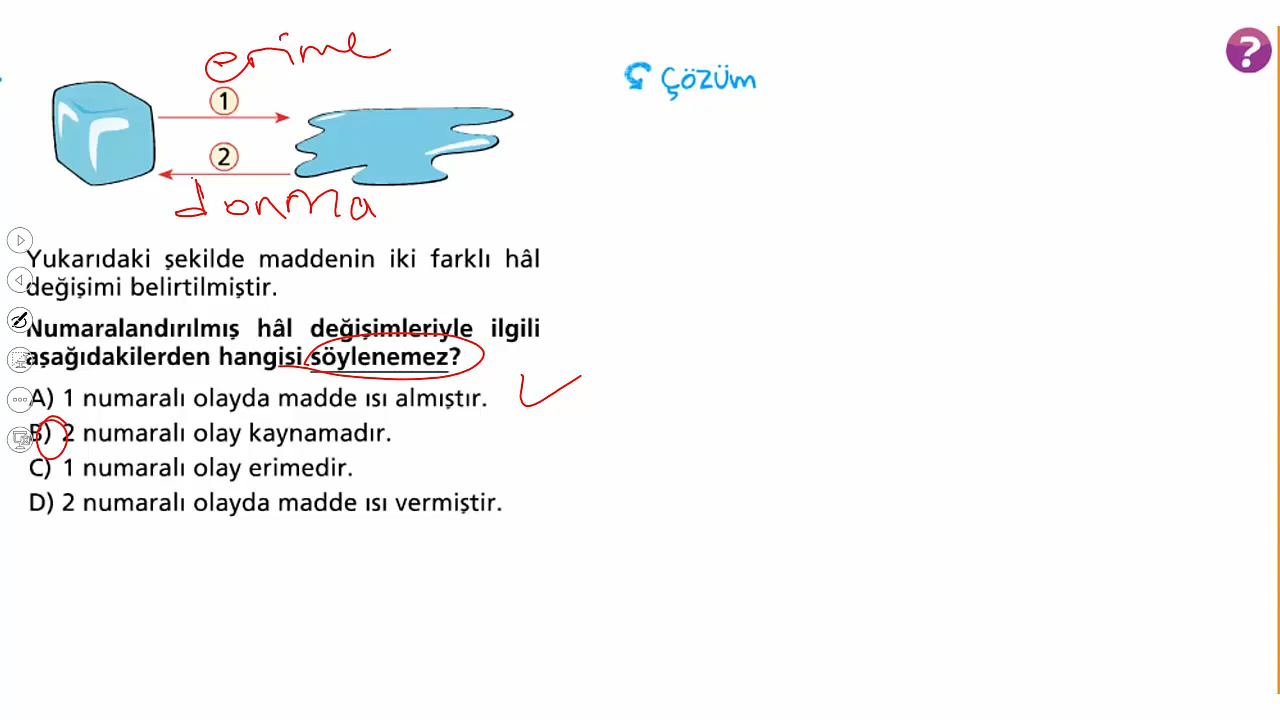 erime
1
2
donma
Çözüm
?
Yukarıdaki şekilde maddenin iki farklı hâl
değişimi belirtilmiştir.
Numaralandırılmış hâl değişimleriyle ilgili
aşağıdakilerden hangisi söylenemez?
A) 1 numaralı olayda madde ısı almıştır.
B) 2 numaralı olay kaynamadır.
C) 1 numaralı olay erimedir.
D) 2 numaralı olayda madde ısı vermiştir.